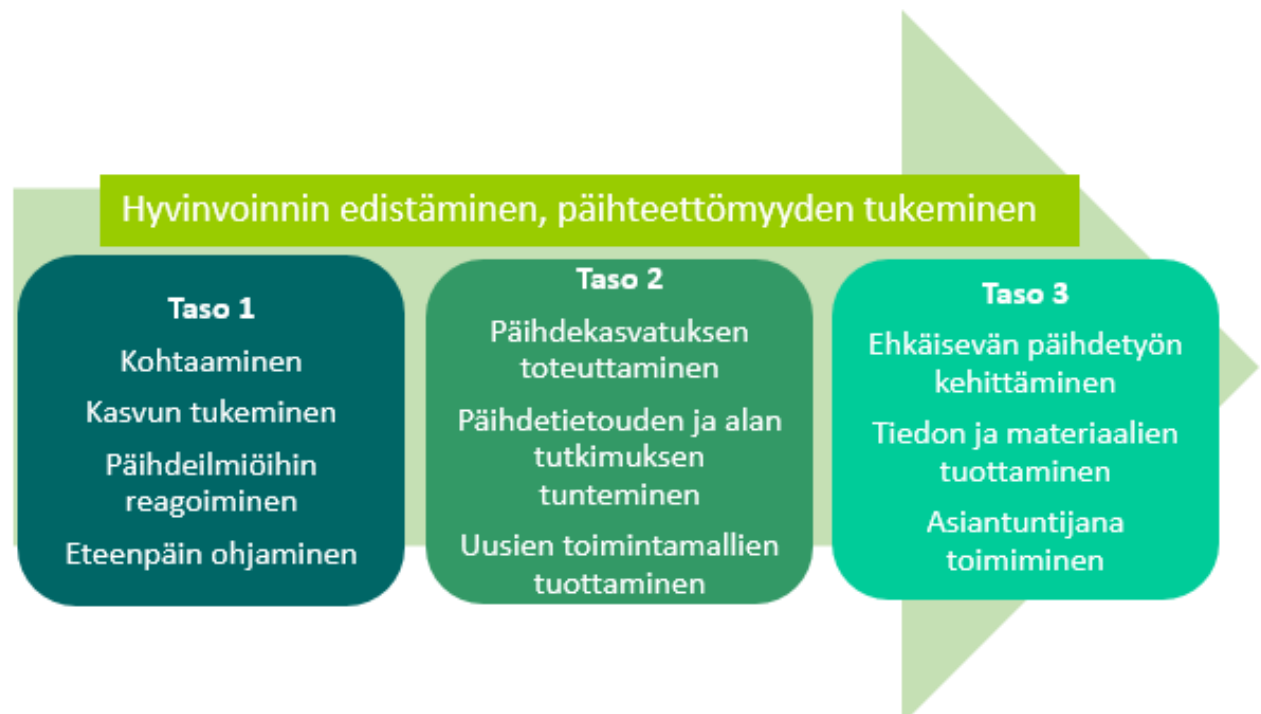 Hyvinvoinnin edistäminen, päihteettömyyden tukeminen
Taso 1
Kohtaaminen
Kasvun tukeminen
Päihdeilmiöihin
reagoiminen
Eteenpäin ohjaaminen
Taso 2
Päihdekasvatuksen
toteuttaminen
Päihdetietouden ja alan
tutkimuksen
tunteminen
Uusien toimintamallien
tuottaminen
Taso 3
Ehkäisevän päihdetyön
kehittäminen
Tiedon ja materiaalien
tuottaminen
Asiantuntijana
toimiminen